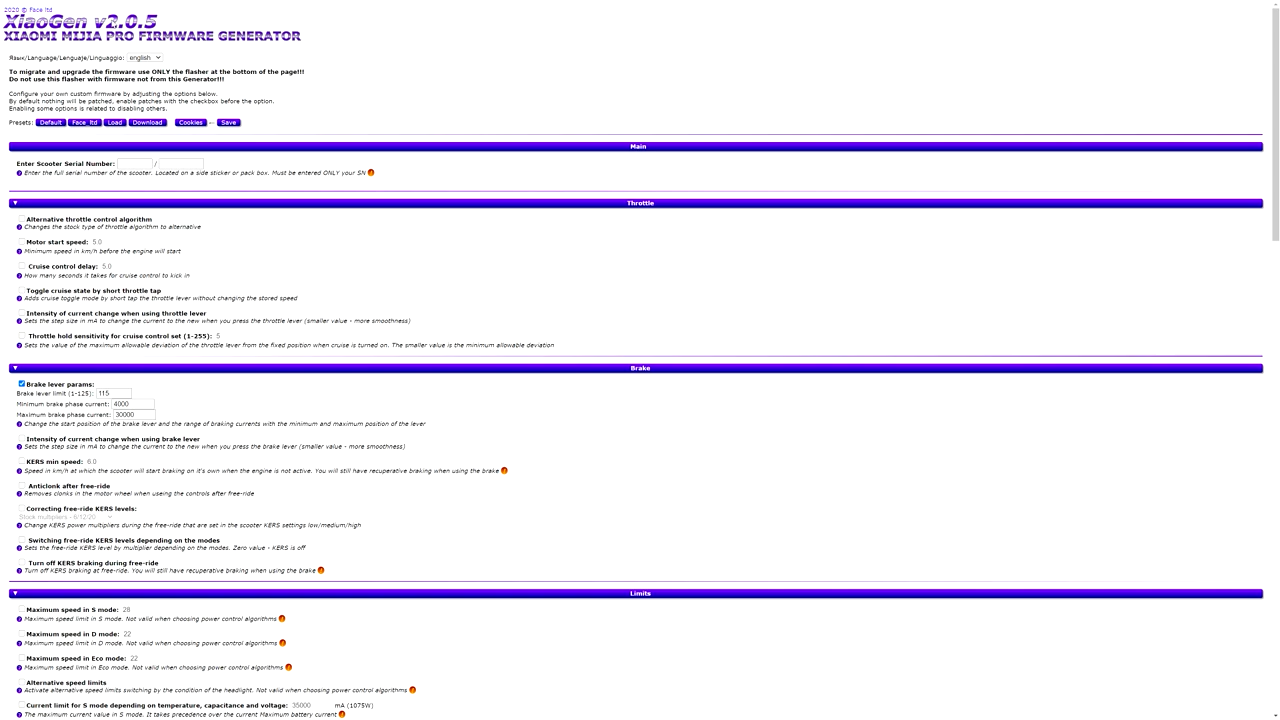 2020 © Face ltd
XiaoGen v2.0.5
XIAOMI MIJIA PRO FIRMWARE GENERATOR
Язык/Language/Lenguaje/Linguaggio: english
To migrate and upgrade the firmware use ONLY the flasher at the bottom of the page!!!
Do not use this flasher with firmware not from this Generator!!!
Configure your own custom firmware by adjusting the options below.
By default nothing will be patched, enable patches with the checkbox before the option.
Enabling some options is related to disabling others.
Presets: Default Face_ltd Load Download Cookies -- Save
Main
Enter Scooter Serial Number: /
Enter the full serial number of the scooter. Located on a side sticker or pack box. Must be entered ONLY your SN
▼ Throttle
Alternative throttle control algorithm
Changes the stock type of throttle algorithm to alternative
Motor start speed: 5.0
Minimum speed in km/h before the engine will start
Cruise control delay: 5.0
How many seconds it takes for cruise control to kick in
Toggle cruise state by short throttle tap
Adds cruise toggle mode by short tap the throttle lever without changing the stored speed
Intensity of current change when using throttle lever
Sets the step size in mA to change the current to the new when you press the throttle lever (smaller value - more smoothness)
Throttle hold sensitivity for cruise control set (1-255): 5
Sets the value of the maximum allowable deviation of the throttle lever from the fixed position when cruise is turned on. The smaller value is the minimum allowable deviation
▼ Brake
Brake lever params:
Brake lever limit (1-125): 115
Minimum brake phase current: 4000
Maximum brake phase current: 30000
Change the start position of the brake lever and the range of braking currents with the minimum and maximum position of the lever
Intensity of current change when using brake lever
Sets the step size in mA to change the current to the new when you press the brake lever (smaller value - more smoothness)
KERS min speed: 6.0
Speed in km/h at which the scooter will start braking on it's own when the engine is not active. You will still have recuperative braking when using the brake
Anticlonk after free-ride
Removes clonks in the motor wheel when useing the controls after free-ride
Correcting free-ride KERS levels:
Stock multipliers - 6/12/20
Change KERS power multipliers during the free-ride that are set in the scooter KERS settings low/medium/high
Switching free-ride KERS levels depending on the modes
Sets the free-ride KERS level by multiplier depending on the modes. Zero value - KERS is off
Turn off KERS braking during free-ride
Turn off KERS braking at free-ride. You will still have recuperative braking when using the brake
▼ Limits
Maximum speed in S mode: 28
Maximum speed limit in S mode. Not valid when choosing power control algorithms
Maximum speed in D mode: 22
Maximum speed limit in D mode. Not valid when choosing power control algorithms
Maximum speed in Eco mode: 22
Maximum speed limit in Eco mode. Not valid when choosing power control algorithms
Alternative speed limits
Activate alternative speed limits switching by the condition of the headlight. Not valid when choosing power control algorithms
Current limit for S mode depending on temperature, capacitance and voltage: 35000 mA (1075W)
The maximum current value in S mode. It takes precedence over the current Maximum battery current